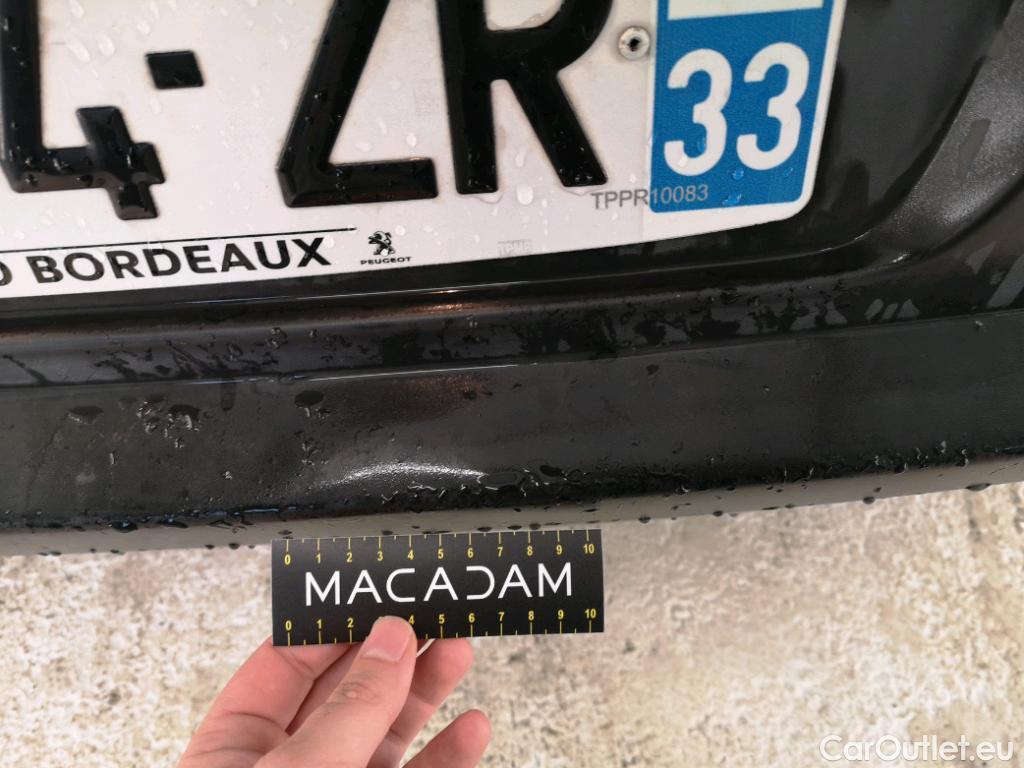 4-ZR
33
TPPR10083
BORDEAUX
PEUGEOT
0 1 2 3 4 5 6 7 8 9 10
MACADAM
0 1 2 4 5 6 7 8 9 10
CarOutlet.eu